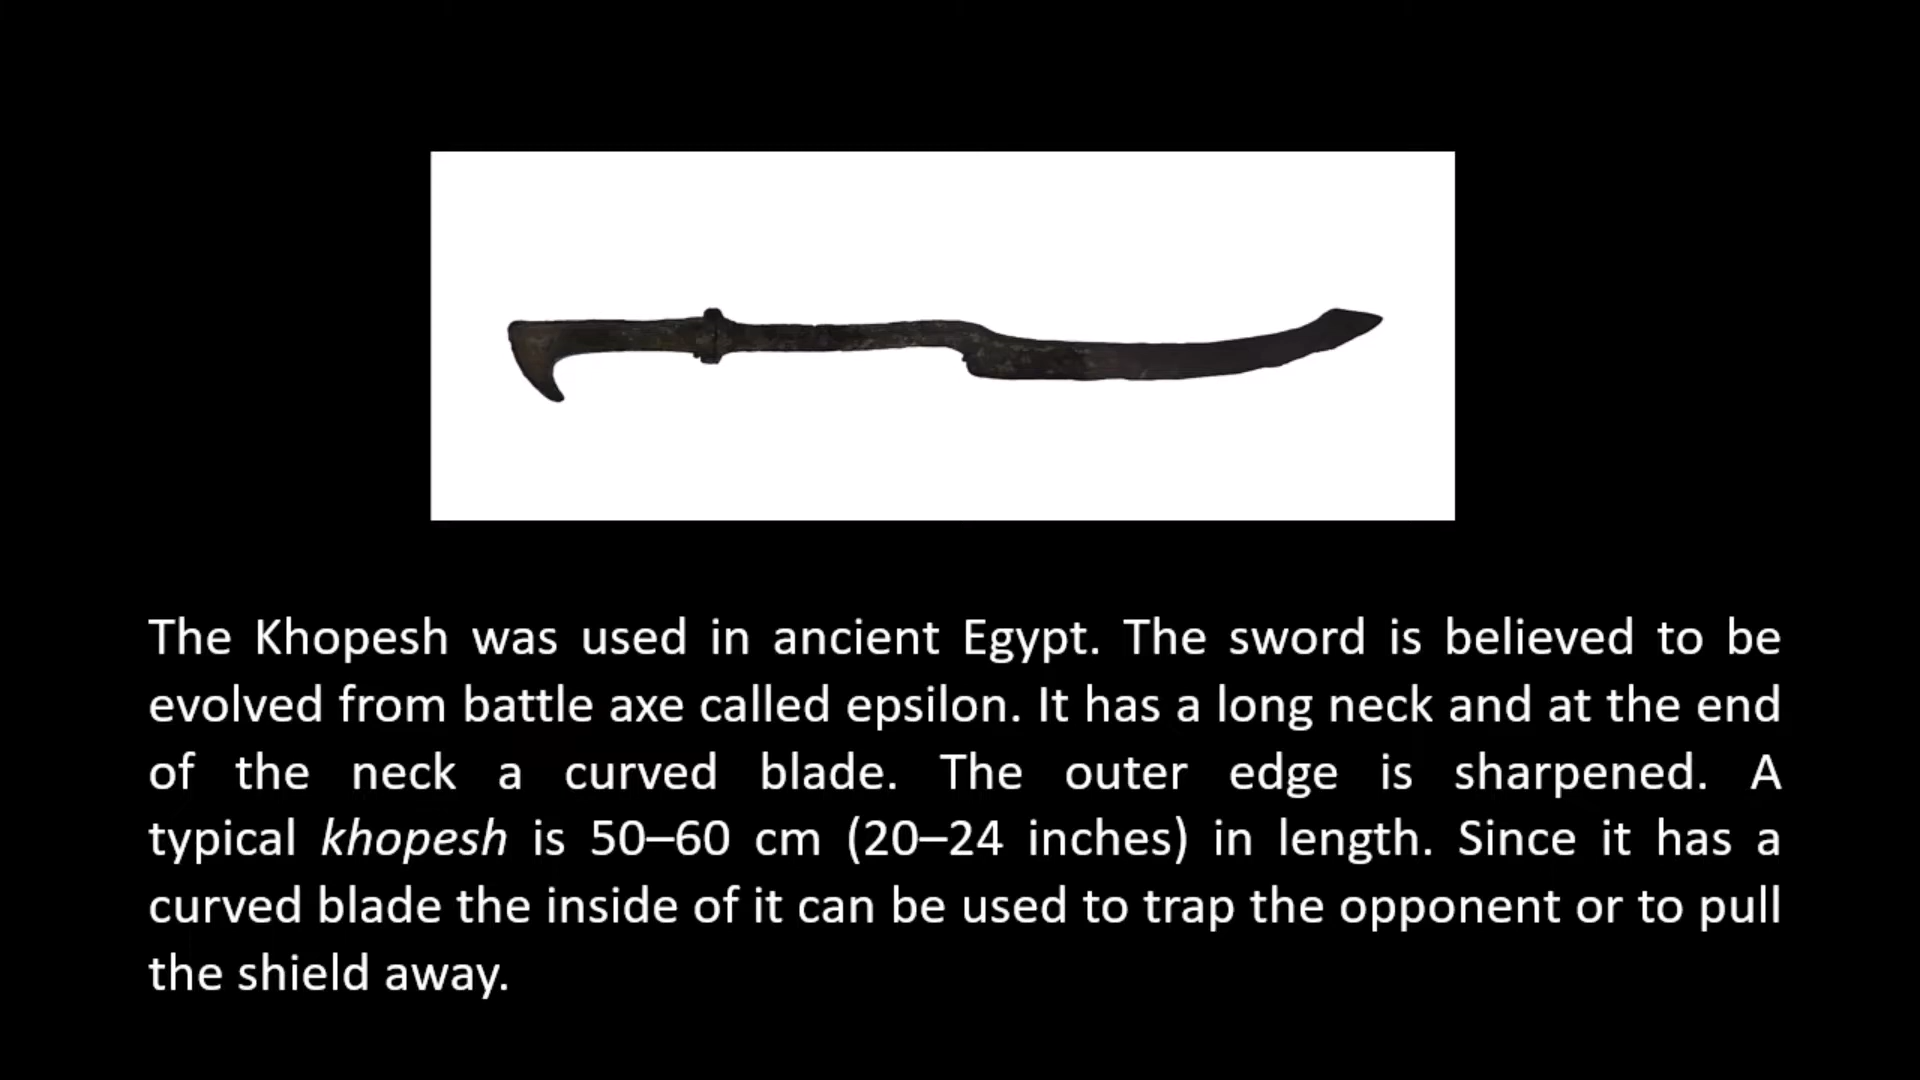 The Khopesh was used in ancient Egypt. The sword is believed to be
evolved from battle axe called epsilon. It has a long neck and at the end
of the neck a curved blade. The outer edge is sharpened. A
typical khopesh is 50–60 cm (20–24 inches) in length. Since it has a
curved blade the inside of it can be used to trap the opponent or to pull
the shield away.